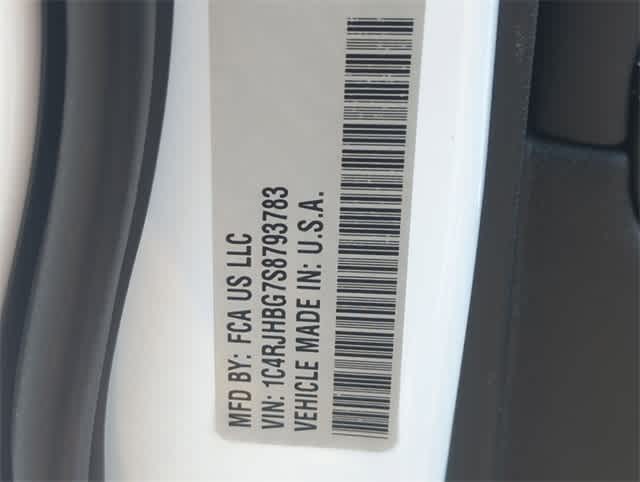 MFD BY: FCA US LLC
VIN: 1C4RJHBG7S8793783
VEHICLE MADE IN: U.S.A.